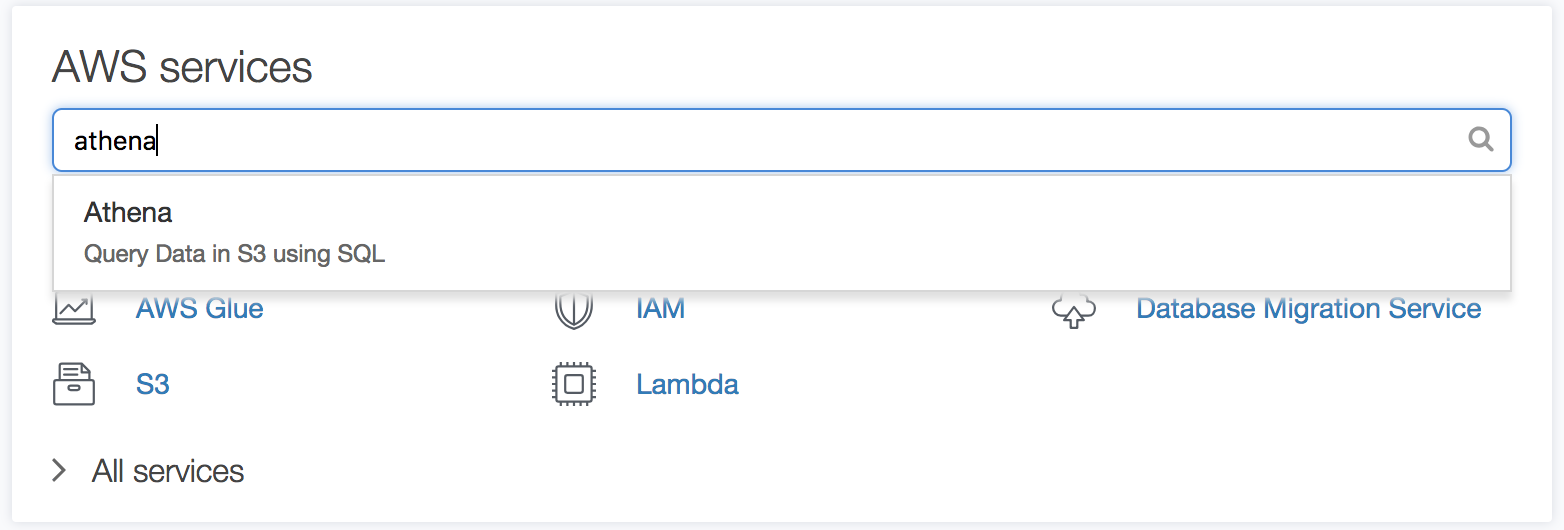 AWS services
athena
Athena
Query Data in S3 using SQL
AWS Glue
IAM
Database Migration Service
S3
Lambda
All services